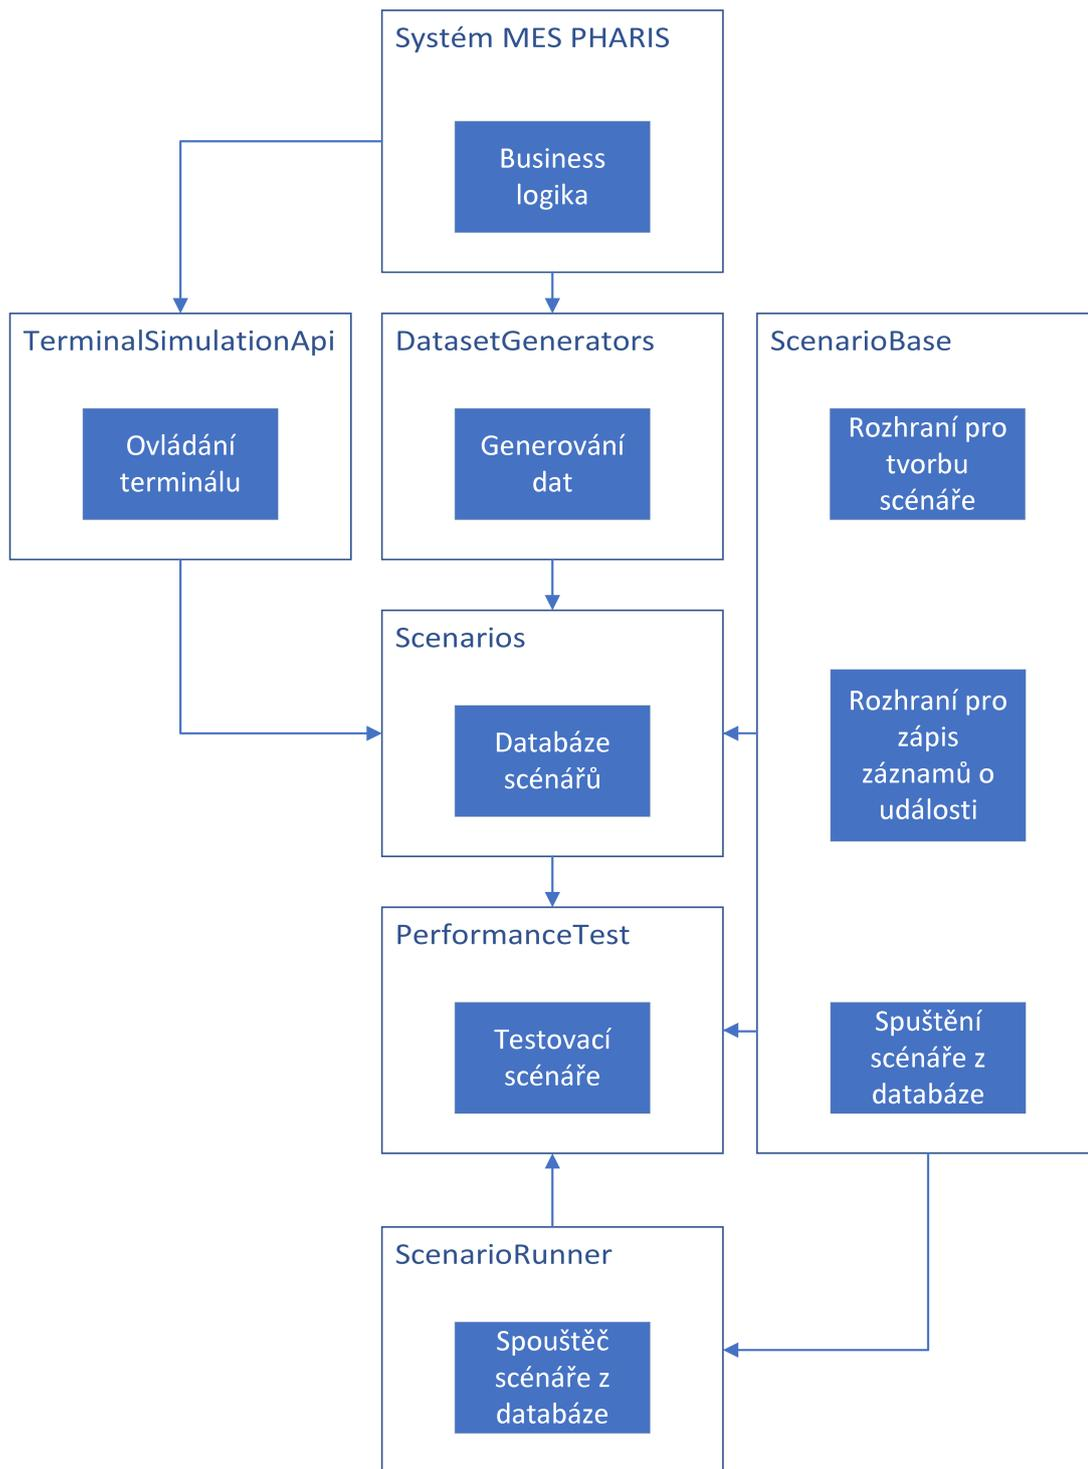 Systém MES PHARIS
Business
logika
TerminalSimulationApi
Ovládání
terminálu
DatasetGenerators
Generování
dat
ScenarioBase
Rozhraní pro
tvorbu
scénáře
Rozhraní pro
zápis
záznamů o
události
Spuštění
scénáře z
databáze
Scenarios
Databáze
scénářů
PerformanceTest
Testovací
scénáře
ScenarioRunner
Spouštěč
scénáře z
databáze